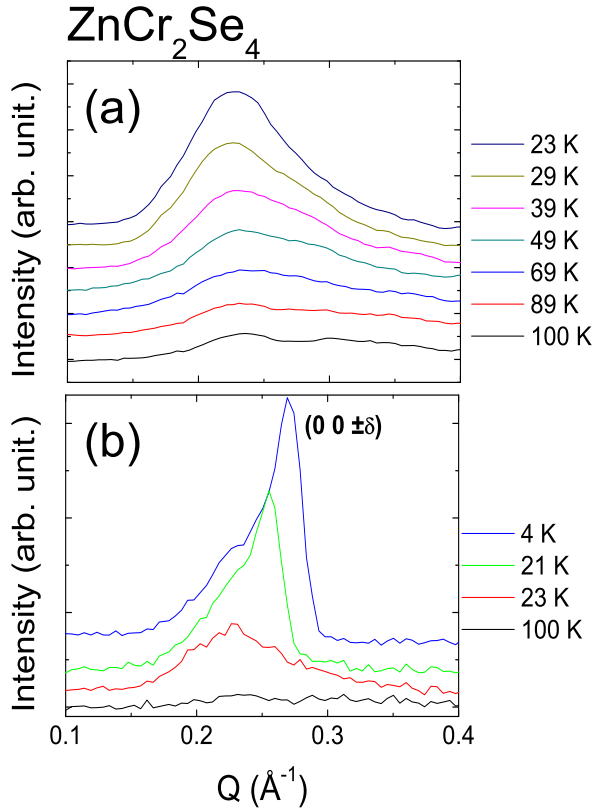 ZnCr₂Se₄
(a)
Intensity (arb. unit.)
23 K
29 K
39 K
49 K
69 K
89 K
100 K
(b)
(0 0 ±δ)
Intensity (arb. unit.)
4 K
21 K
23 K
100 K
0.1 0.2 0.3 0.4
Q (Å⁻¹)